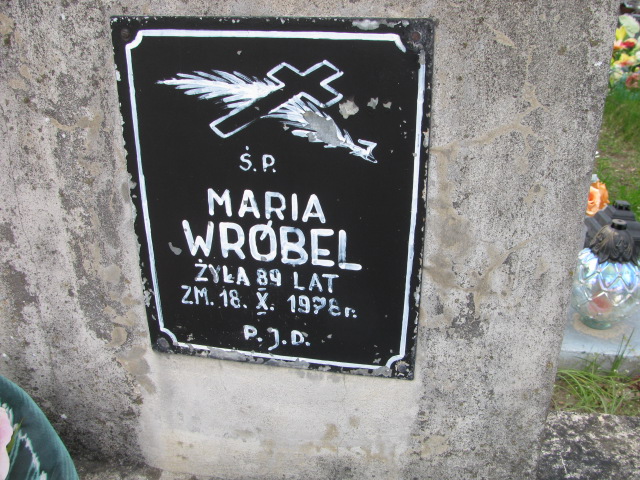 Ś.P.
MARIA
WRÓBEL
ŻYŁA 89 LAT
ZM. 18. X. 1978 r.
P.J.D.